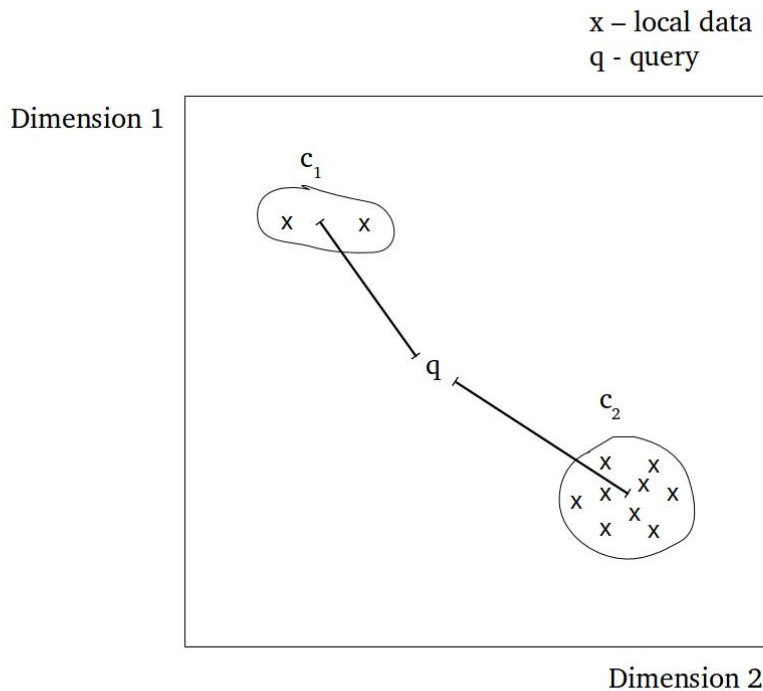 x – local data
q - query
Dimension 1
c1
x x
q
c2
x x
x
x x x
x
x x
Dimension 2